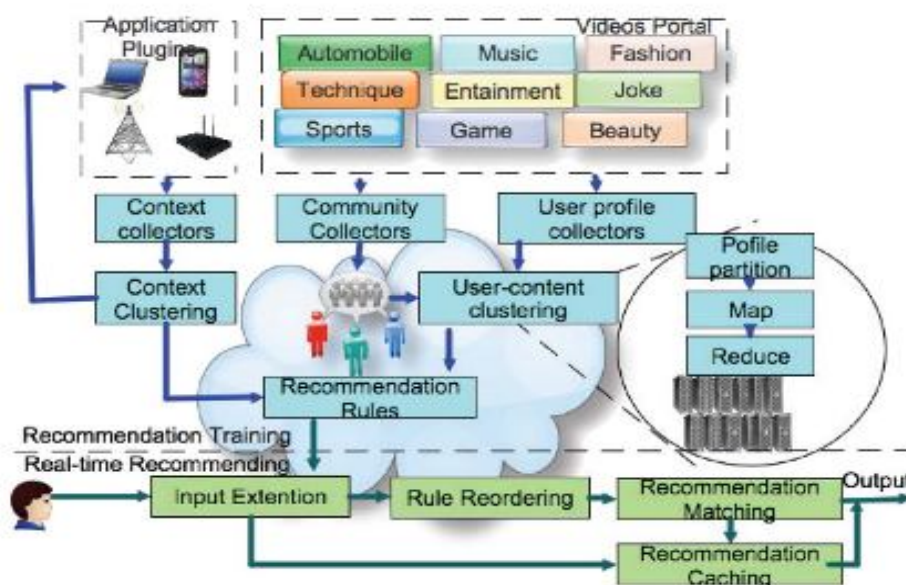 Application
Plugins
Videos Portal
Automobile
Music
Fashion
Technique
Entainment
Joke
Sports
Game
Beauty
Context
collectors
Community
Collectors
User profile
collectors
Context
Clustering
User-content
clustering
Pofile
partition
Map
Reduce
Recommendation
Rules
Recommendation Training
Real-time Recommending
Input Extention
Rule Reordering
Recommendation
Matching
Output
Recommendation
Caching